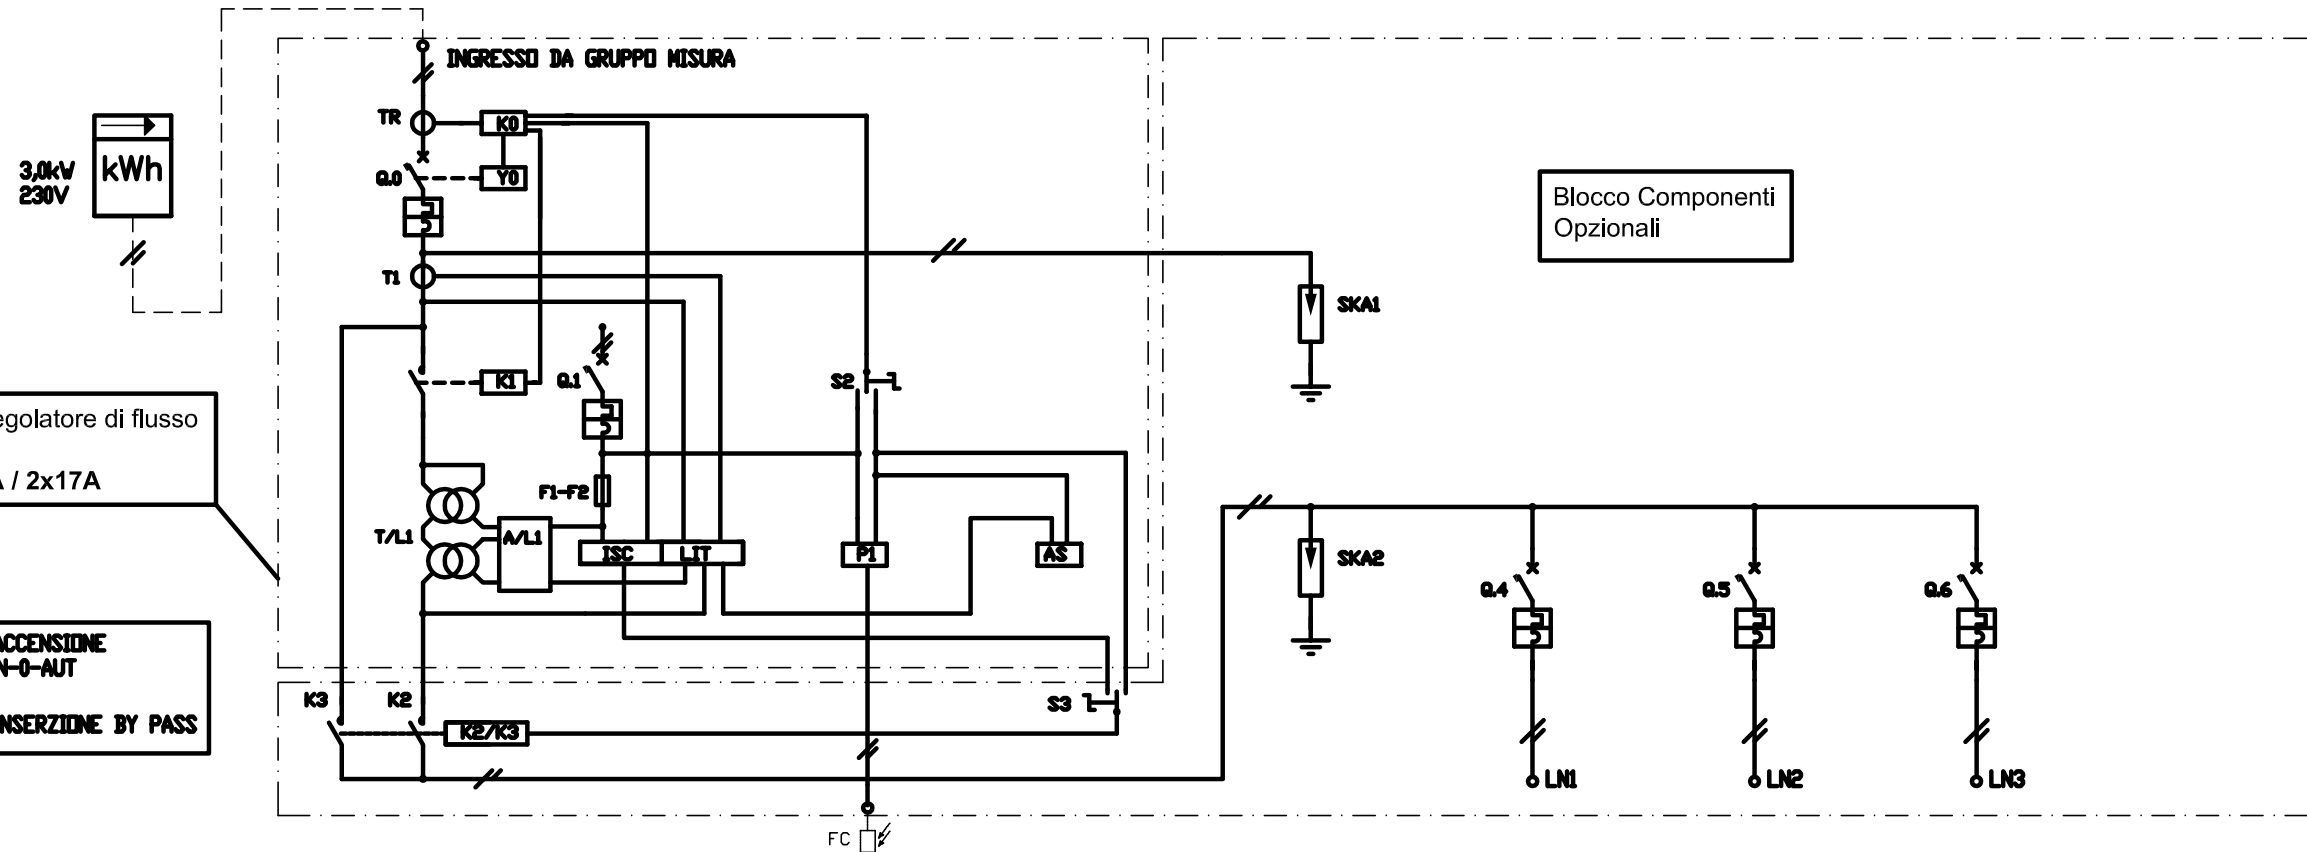 INGRESSO DA GRUPPO MISURA
TR
K0
3,0kW
230V
kWh
Q.0
Y0
Blocco Componenti
Opzionali
T1
SKA1
K1
Q.1
S2
egolatore di flusso
A / 2x17A
F1-F2
T/L1
A/L1
ISC
LIT
P1
AS
SKA2
Q.4
Q.5
Q.6
ACCENSIONE
N-0-AUT
NSERZIONE BY PASS
K3
K2
K2/K3
S3
LN1
LN2
LN3
FC